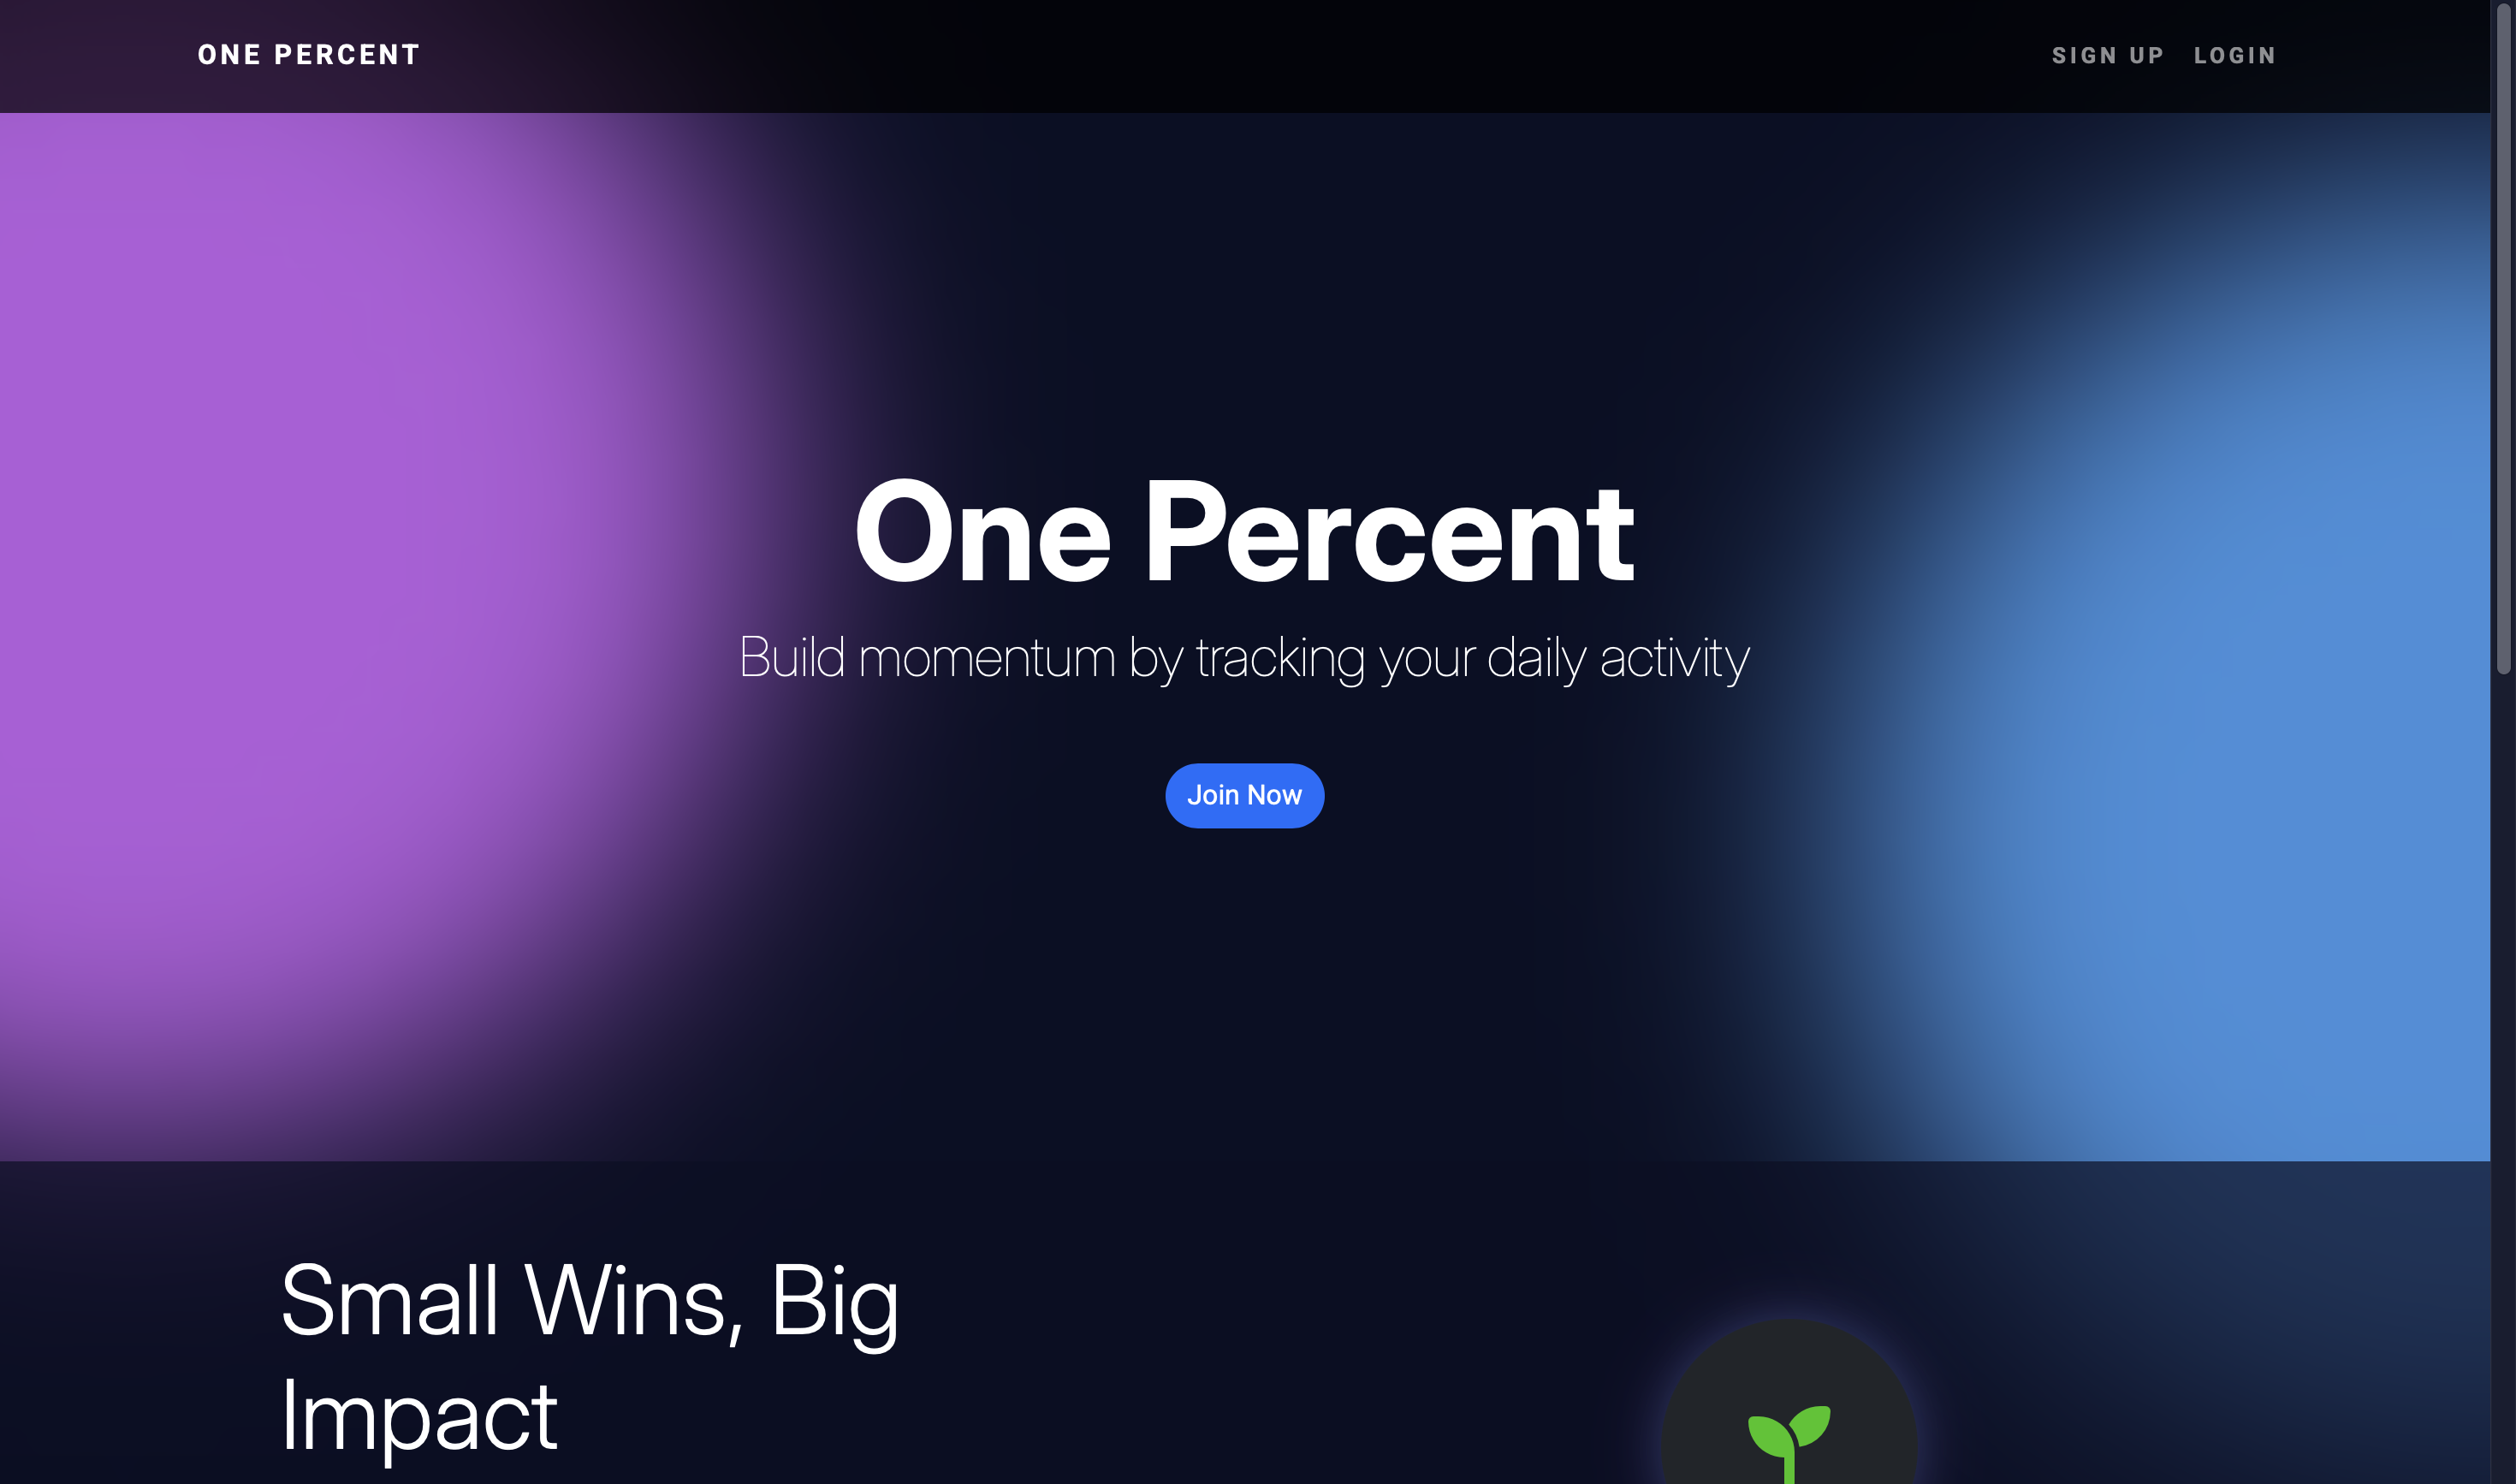 ONE PERCENT
SIGN UP LOGIN
One Percent
Build momentum by tracking your daily activity
Join Now
Small Wins, Big
Impact